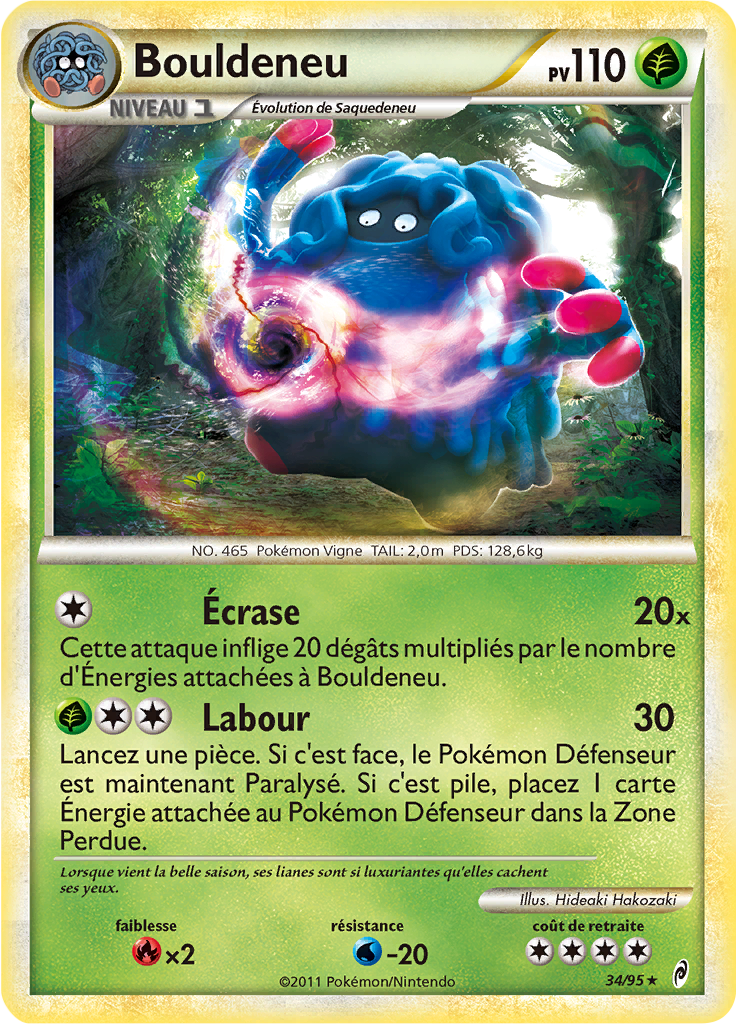 Bouldeneu
PV110
NIVEAU 1
Évolution de Saquedeneu
NO. 465 Pokémon Vigne TAIL: 2,0m PDS: 128,6kg
Écrase 20x
Cette attaque inflige 20 dégâts multipliés par le nombre
d'Énergies attachées à Bouldeneu.
Labour 30
Lancez une pièce. Si c'est face, le Pokémon Défenseur
est maintenant Paralysé. Si c'est pile, placez 1 carte
Énergie attachée au Pokémon Défenseur dans la Zone
Perdue.
Lorsque vient la belle saison, ses lianes sont si luxuriantes qu'elles cachent
ses yeux.
Illus. Hideaki Hakozaki
faiblesse résistance coût de retraite
x2 -20
34/95★
©2011 Pokémon/Nintendo